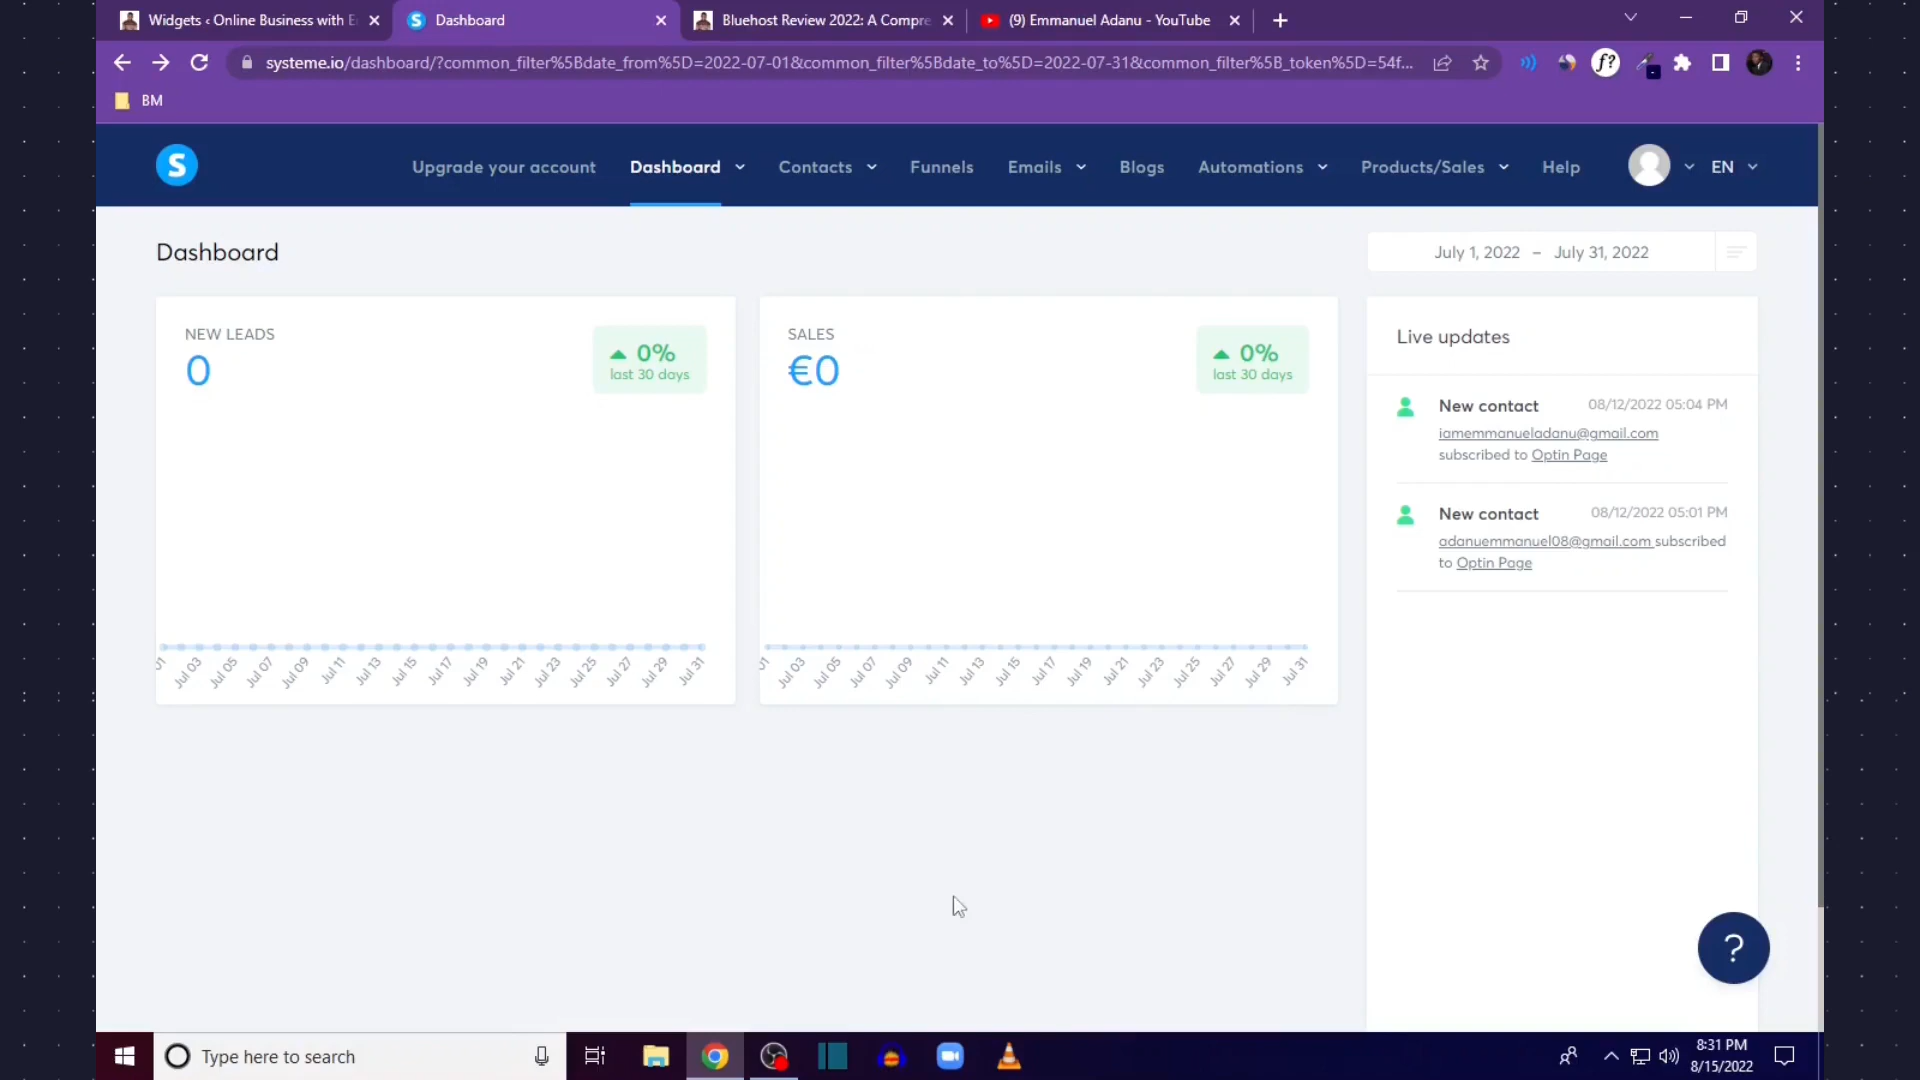 Widgets ‹ Online Business with E
Dashboard
Bluehost Review 2022: A Compre
(9) Emmanuel Adanu - YouTube
systeme.io/dashboard/?common_filter%5Bdate_from%5D=2022-07-01&common_filter%5Bdate_to%5D=2022-07-31&common_filter%5B_token%5D=54f...
f?
BM
S
Upgrade your account
Dashboard
Contacts
Funnels
Emails
Blogs
Automations
Products/Sales
Help
EN
Dashboard
July 1, 2022 – July 31, 2022
NEW LEADS
0
0%
last 30 days
01 Jul 03 Jul 05 Jul 07 Jul 09 Jul 11 Jul 13 Jul 15 Jul 17 Jul 19 Jul 21 Jul 23 Jul 25 Jul 27 Jul 29 Jul 31
SALES
€0
0%
last 30 days
01 Jul 03 Jul 05 Jul 07 Jul 09 Jul 11 Jul 13 Jul 15 Jul 17 Jul 19 Jul 21 Jul 23 Jul 25 Jul 27 Jul 29 Jul 31
Live updates
New contact 08/12/2022 05:04 PM
iamemmanueladanu@gmail.com
subscribed to Optin Page
New contact 08/12/2022 05:01 PM
adanuemmanuel08@gmail.com subscribed
to Optin Page
?
Type here to search
8:31 PM
8/15/2022